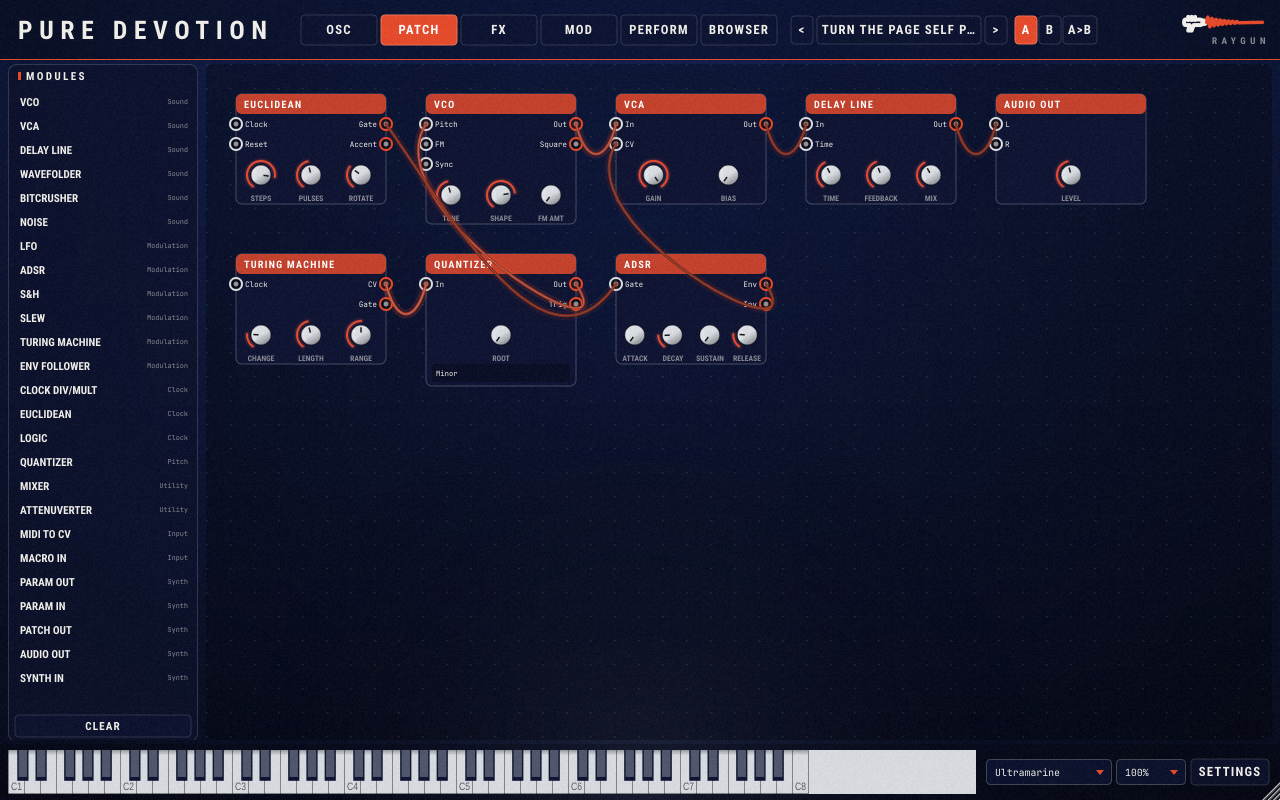 PURE DEVOTION
OSC PATCH FX MOD PERFORM BROWSER < TURN THE PAGE SELF P... > A B A>B
RAYGUN
MODULES
VCO Sound
VCA Sound
DELAY LINE Sound
WAVEFOLDER Sound
BITCRUSHER Sound
NOISE Sound
LFO Modulation
ADSR Modulation
S&H Modulation
SLEW Modulation
TURING MACHINE Modulation
ENV FOLLOWER Modulation
CLOCK DIV/MULT Clock
EUCLIDEAN Clock
LOGIC Clock
QUANTIZER Pitch
MIXER Utility
ATTENUVERTER Utility
MIDI TO CV Input
MACRO IN Input
PARAM OUT Synth
PARAM IN Synth
PATCH OUT Synth
AUDIO OUT Synth
SYNTH IN Synth
CLEAR
EUCLIDEAN
Clock Gate
Reset Accent
STEPS PULSES ROTATE
VCO
Pitch Out
FM Square
Sync
TUNE SHAPE FM AMT
VCA
In Out
CV
GAIN BIAS
DELAY LINE
In Out
Time
TIME FEEDBACK MIX
AUDIO OUT
L
R
LEVEL
TURING MACHINE
Clock CV
Gate
CHANGE LENGTH RANGE
QUANTIZER
In Out
Trig
ROOT
Minor
ADSR
Gate Env
Inv
ATTACK DECAY SUSTAIN RELEASE
C1 C2 C3 C4 C5 C6 C7 C8
Ultramarine 100% SETTINGS